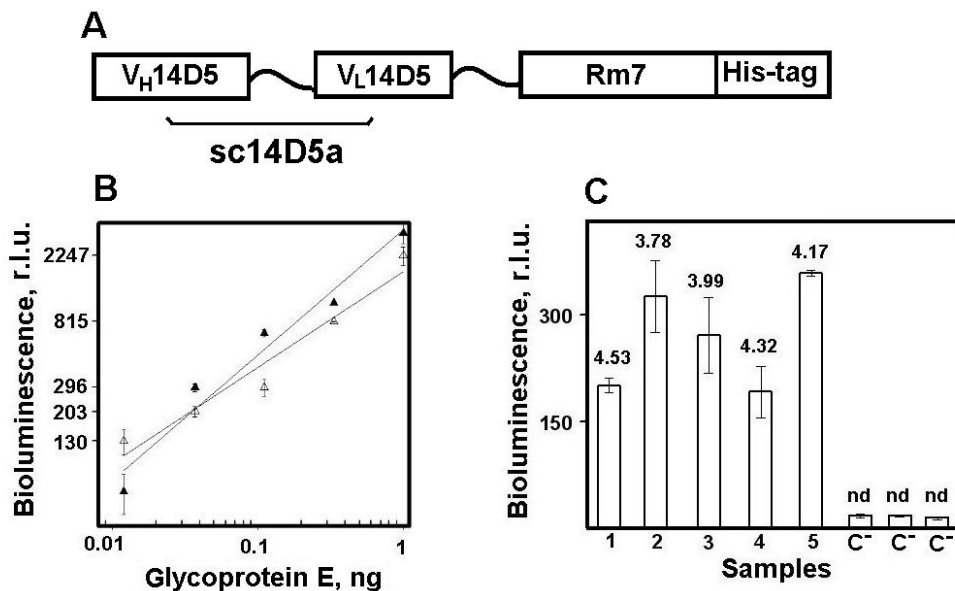 A
V_H14D5
V_L14D5
Rm7
His-tag
sc14D5a
B
Bioluminescence, r.l.u.
2247
815
296
203
130
0.01
0.1
1
Glycoprotein E, ng
C
Bioluminescence, r.l.u.
300
150
4.53
3.78
3.99
4.32
4.17
nd nd nd
1 2 3 4 5 C⁻ C⁻ C⁻
Samples